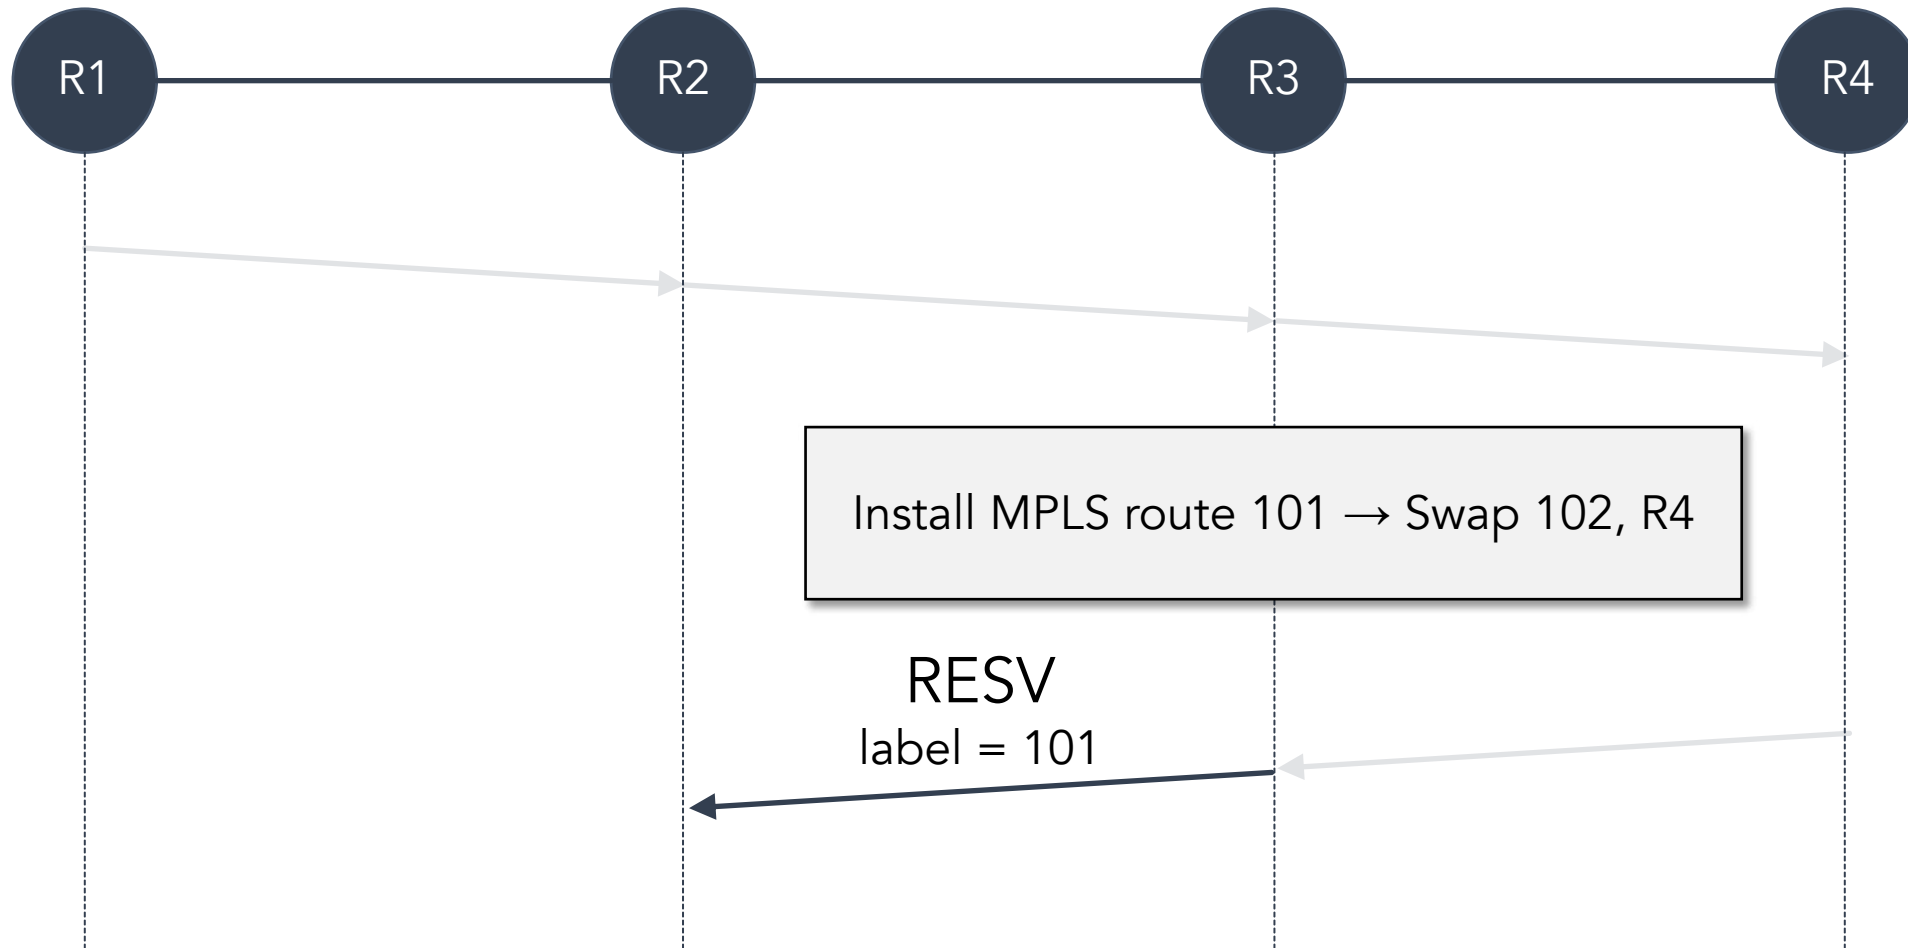 R1
R2
R3
R4
Install MPLS route 101 → Swap 102, R4
RESV
label = 101